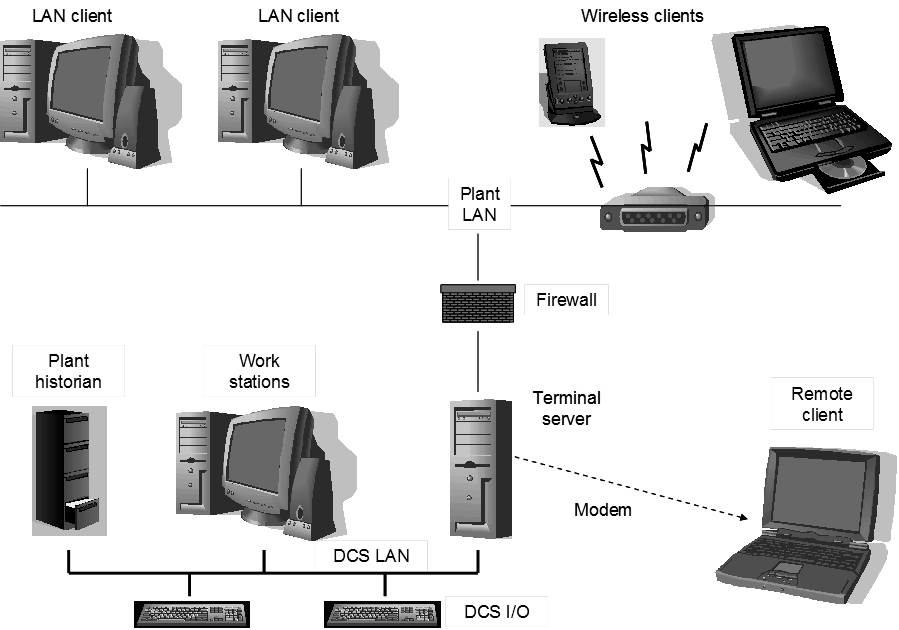 LAN client
LAN client
Wireless clients
Plant
LAN
Firewall
Plant
historian
Work
stations
Terminal
server
Remote
client
Modem
DCS LAN
DCS I/O